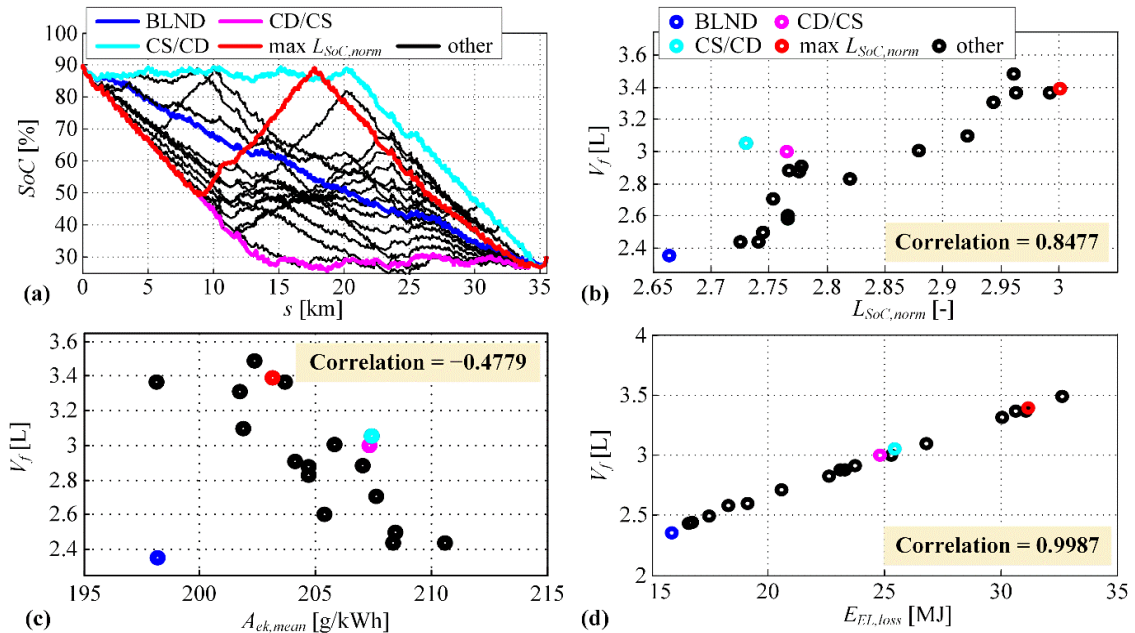 BLND CD/CS
CS/CD max L_SoC,norm other
BLND CD/CS
CS/CD max L_SoC,norm other
100
90
80
70
60
50
40
30
SoC [%]
0 5 10 15 20 25 30 35
s [km]
(a)
3.6
3.4
3.2
3
2.8
2.6
2.4
V_f [L]
Correlation = 0.8477
2.65 2.7 2.75 2.8 2.85 2.9 2.95 3 3.05
L_SoC,norm [-]
(b)
3.6
3.4
3.2
3
2.8
2.6
2.4
V_f [L]
Correlation = −0.4779
195 200 205 210 215
A_ek,mean [g/kWh]
(c)
4
3.5
3
2.5
2
V_f [L]
Correlation = 0.9987
15 20 25 30 35
E_EL,loss [MJ]
(d)